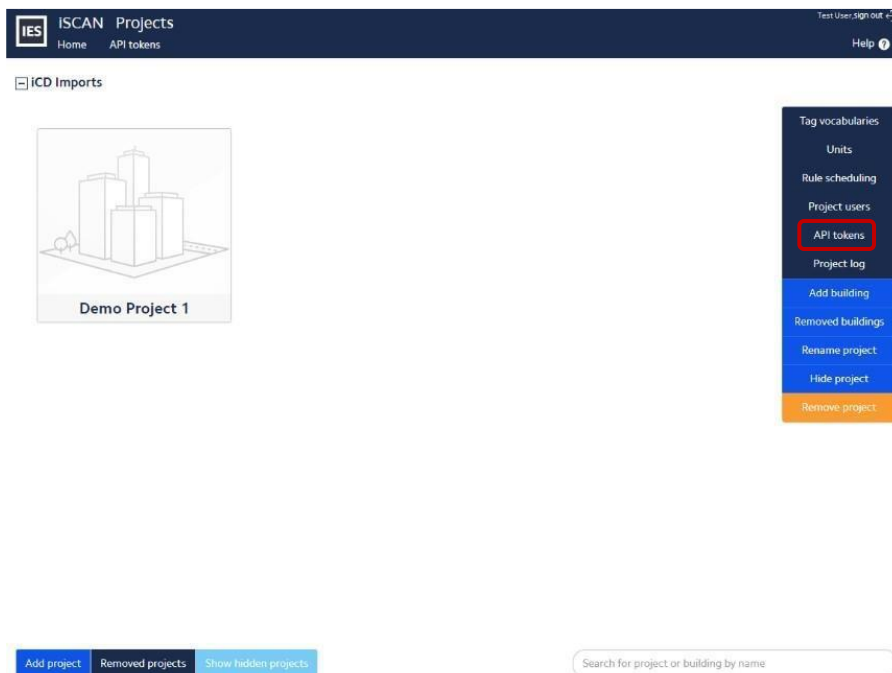 IES
iSCAN Projects
Test User, sign out
Home API tokens
Help ?
iCD Imports
Demo Project 1
Tag vocabularies
Units
Rule scheduling
Project users
API tokens
Project log
Add building
Removed buildings
Rename project
Hide project
Remove project
Add project Removed projects Show hidden projects
Search for project or building by name